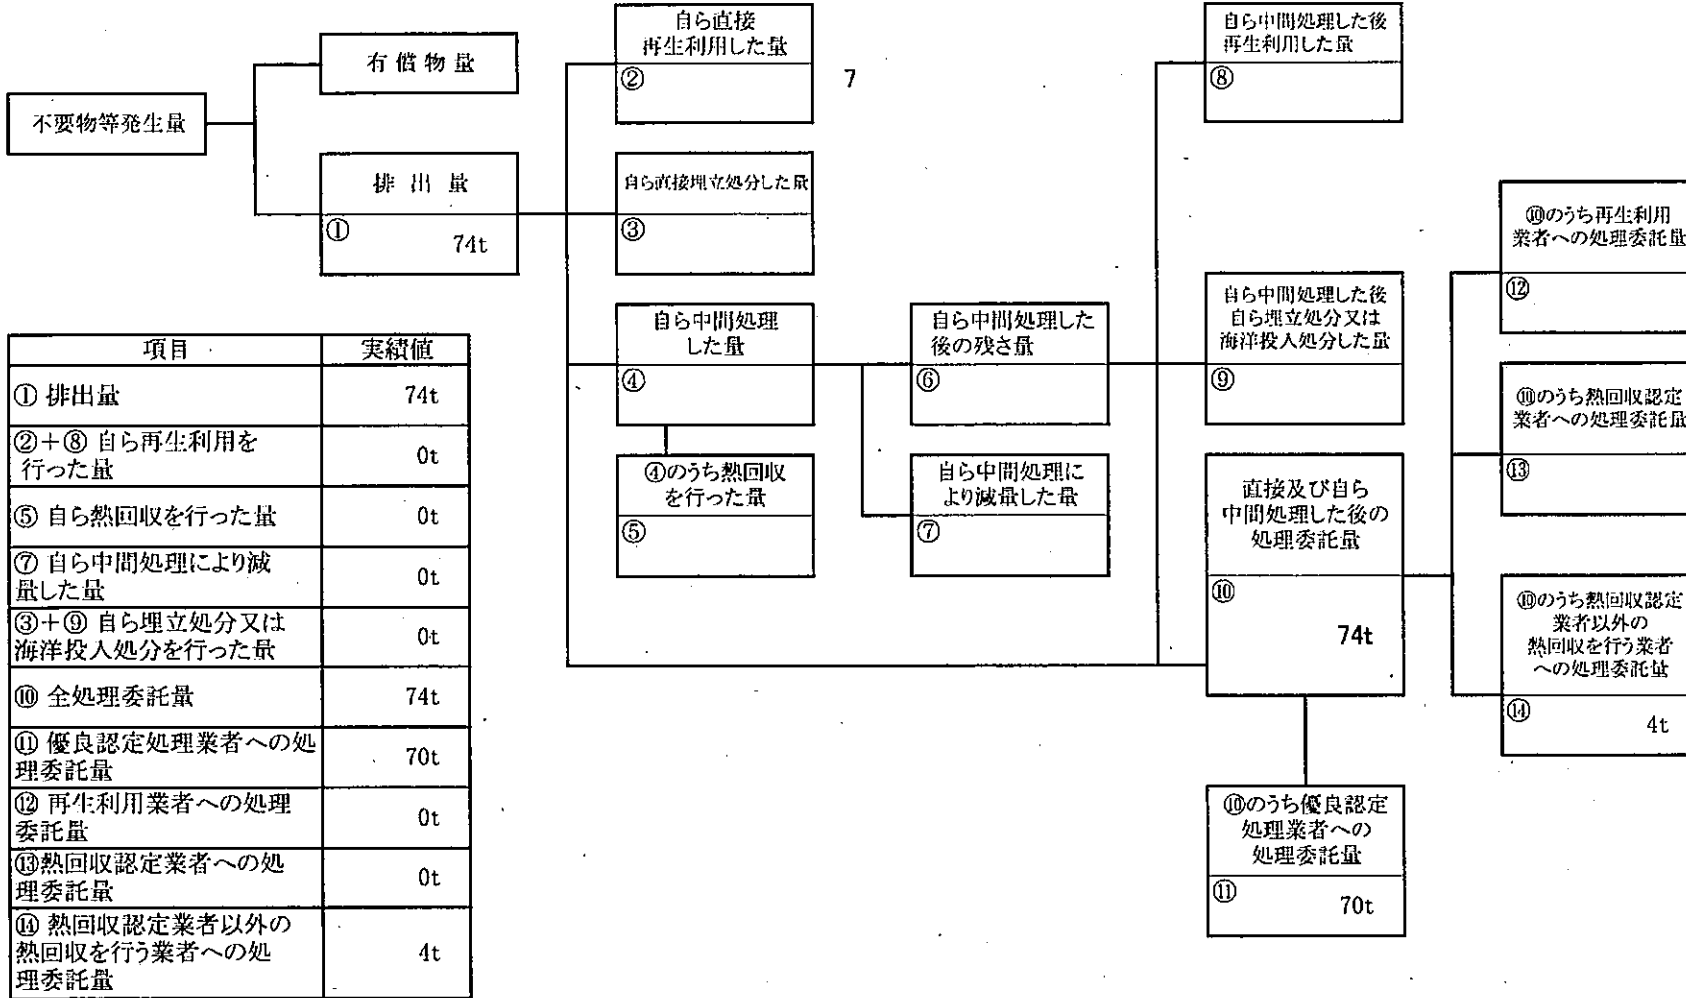 不要物等発生量
有償物量
排出量
①
74t
自ら直接
再生利用した量
②
7
自ら直接埋立処分した量
③
自ら中間処理
した量
④
④のうち熱回収
を行った量
⑤
自ら中間処理した
後の残さ量
⑥
自ら中間処理に
より減量した量
⑦
自ら中間処理した後
再生利用した量
⑧
自ら中間処理した後
自ら埋立処分又は
海洋投入処分した量
⑨
直接及び自ら
中間処理した後の
処理委託量
⑩
74t
⑩のうち優良認定
処理業者への
処理委託量
⑪
70t
⑩のうち再生利用
業者への処理委託量
⑫
⑩のうち熱回収認定
業者への処理委託量
⑬
⑩のうち熱回収認定
業者以外の
熱回収を行う業者
への処理委託量
⑭
4t
項目 実績値
① 排出量 74t
②+⑧ 自ら再生利用を
行った量 0t
⑤ 自ら熱回収を行った量 0t
⑦ 自ら中間処理により減
量した量 0t
③+⑨ 自ら埋立処分又は
海洋投入処分を行った量 0t
⑩ 全処理委託量 74t
⑪ 優良認定処理業者への処
理委託量 70t
⑫ 再生利用業者への処理
委託量 0t
⑬熱回収認定業者への処
理委託量 0t
⑭ 熱回収認定業者以外の
熱回収を行う業者への処
理委託量 4t